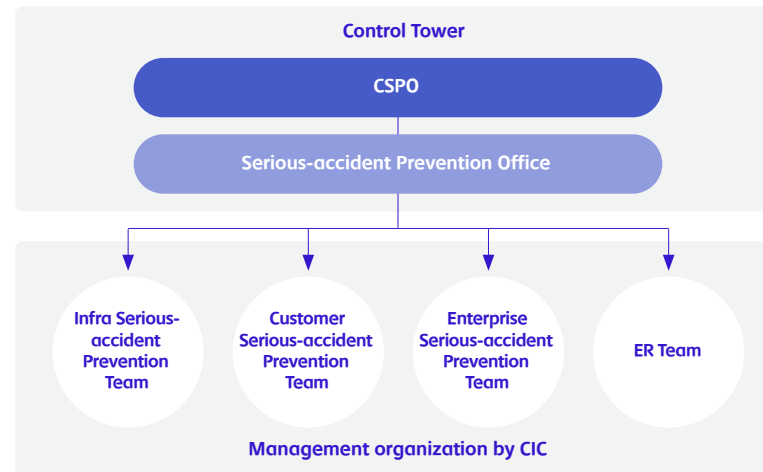 Control Tower
CSPO
Serious-accident Prevention Office
Infra Serious-
accident
Prevention
Team
Customer
Serious-accident
Prevention
Team
Enterprise
Serious-accident
Prevention
Team
ER Team
Management organization by CIC